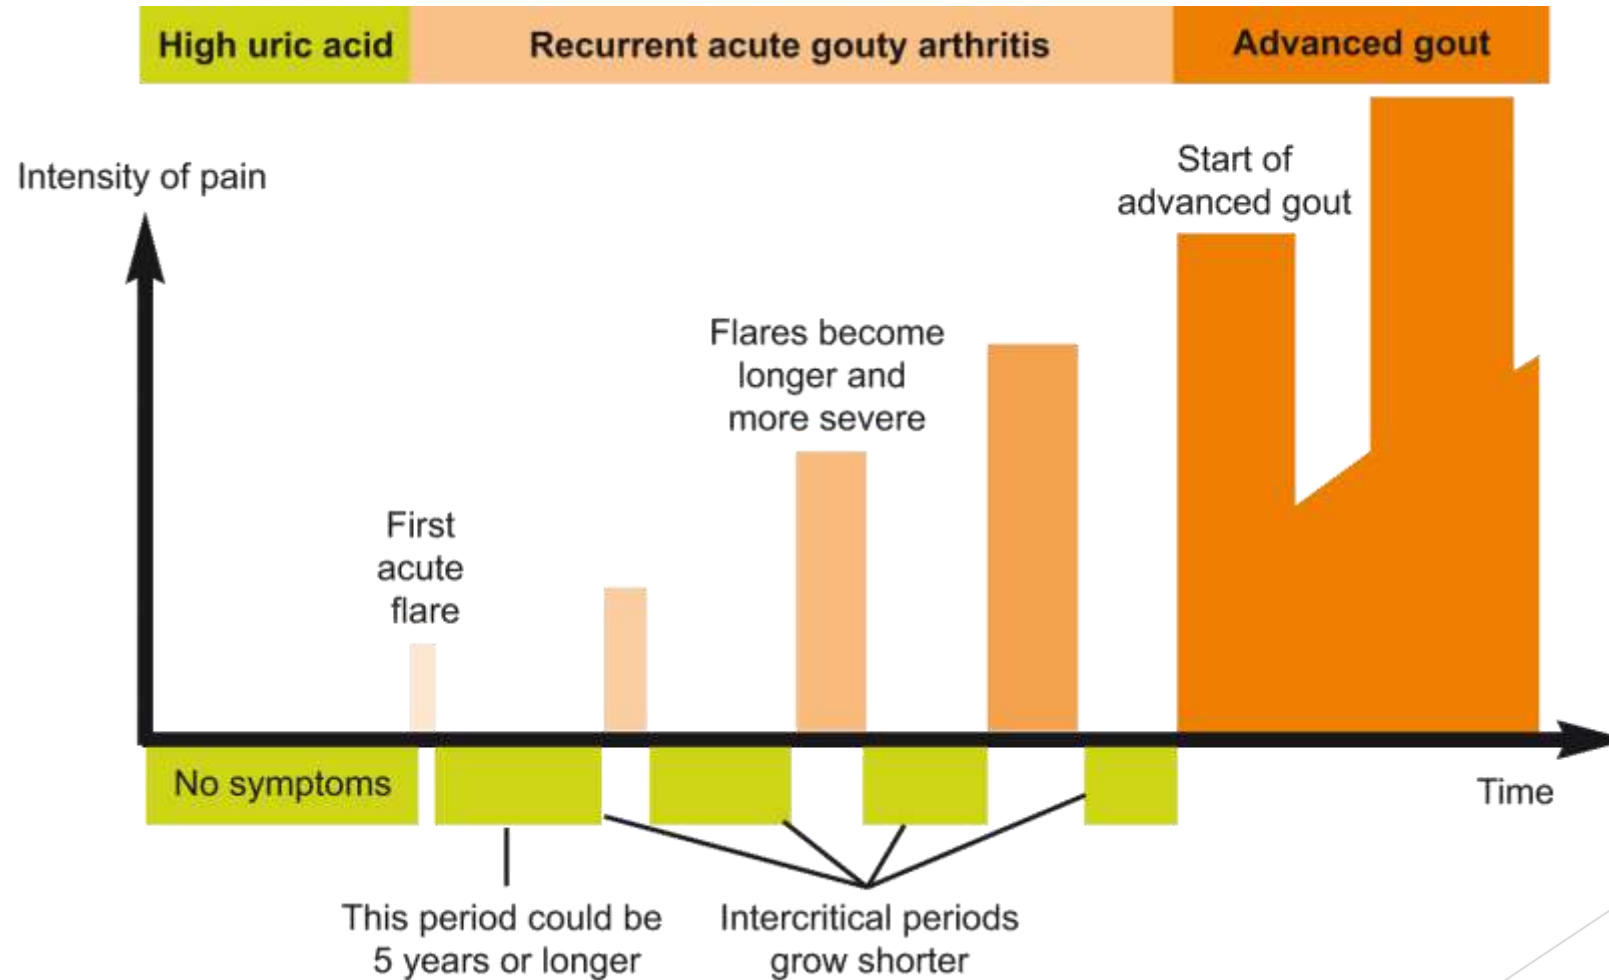 High uric acid
Recurrent acute gouty arthritis
Advanced gout
Intensity of pain
Start of
advanced gout
Flares become
longer and
more severe
First
acute
flare
No symptoms
Time
This period could be
5 years or longer
Intercritical periods
grow shorter